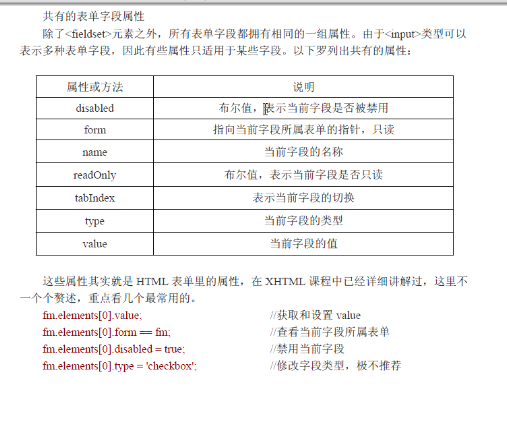 共有的表单字段属性
除了<fieldset>元素之外，所有表单字段都拥有相同的一组属性。由于<input>类型可以
表示多种表单字段，因此有些属性只适用于某些字段。以下罗列出共有的属性：
属性或方法 说明
disabled 布尔值，表示当前字段是否被禁用
form 指向当前字段所属表单的指针，只读
name 当前字段的名称
readOnly 布尔值，表示当前字段是否只读
tabIndex 表示当前字段的切换
type 当前字段的类型
value 当前字段的值
这些属性其实就是 HTML 表单里的属性，在 XHTML 课程中已经详细讲解过，这里不
一个个赘述，重点看几个最常用的。
fm.elements[0].value; //获取和设置 value
fm.elements[0].form == fm; //查看当前字段所属表单
fm.elements[0].disabled = true; //禁用当前字段
fm.elements[0].type = 'checkbox'; //修改字段类型，极不推荐